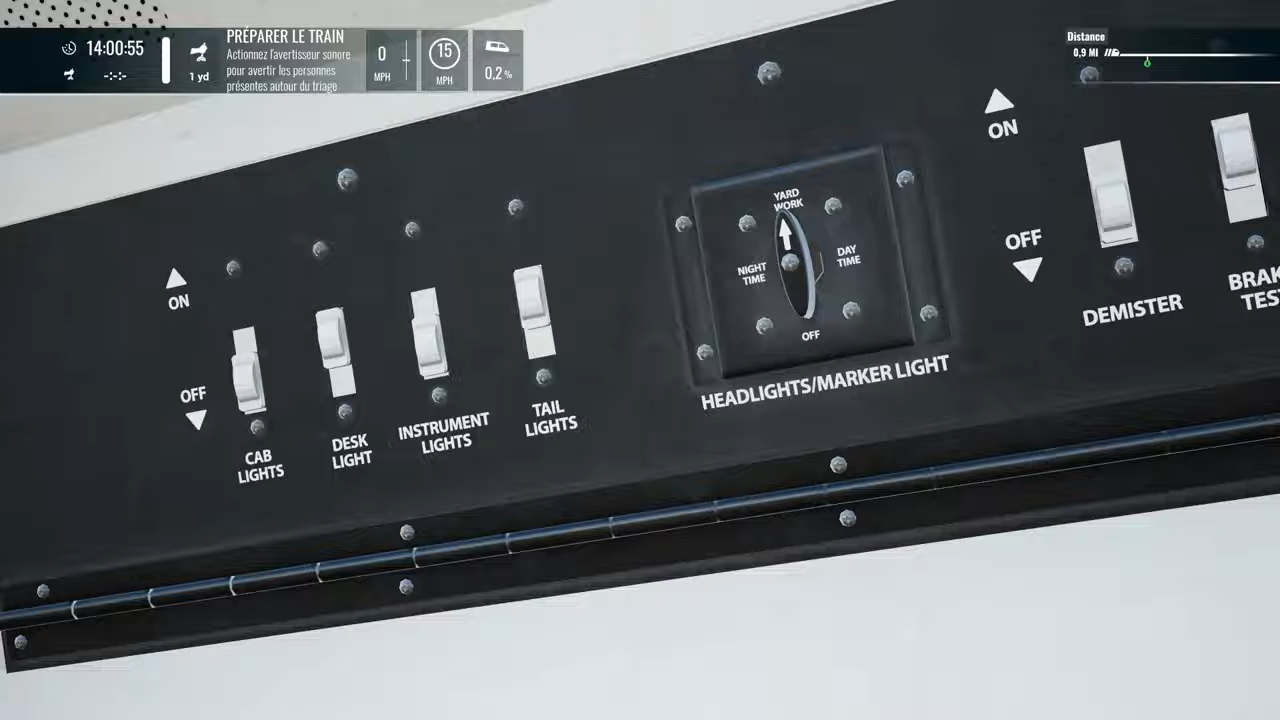 14:00:55
--:--:--
1 yd
PRÉPARER LE TRAIN
Actionnez l'avertisseur sonore
pour avertir les personnes
présentes autour du triage
0
MPH
15
MPH
0.2 %
Distance
0,9 MI
ON
OFF
CAB
LIGHTS
DESK
LIGHT
INSTRUMENT
LIGHTS
TAIL
LIGHTS
YARD
WORK
NIGHT
TIME
DAY
TIME
OFF
HEADLIGHTS/MARKER LIGHT
ON
OFF
DEMISTER
TES